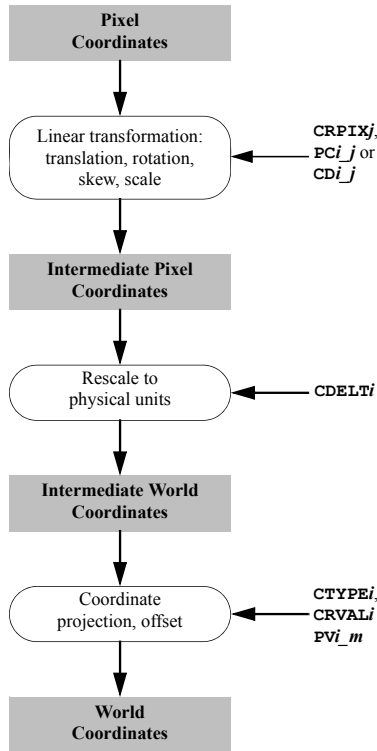 Pixel
Coordinates
Linear transformation:
translation, rotation,
skew, scale
CRPIXj,
PCi_j or
CDi_j
Intermediate Pixel
Coordinates
Rescale to
physical units
CDELTi
Intermediate World
Coordinates
Coordinate
projection, offset
CTYPEi,
CRVALi
PVi_m
World
Coordinates